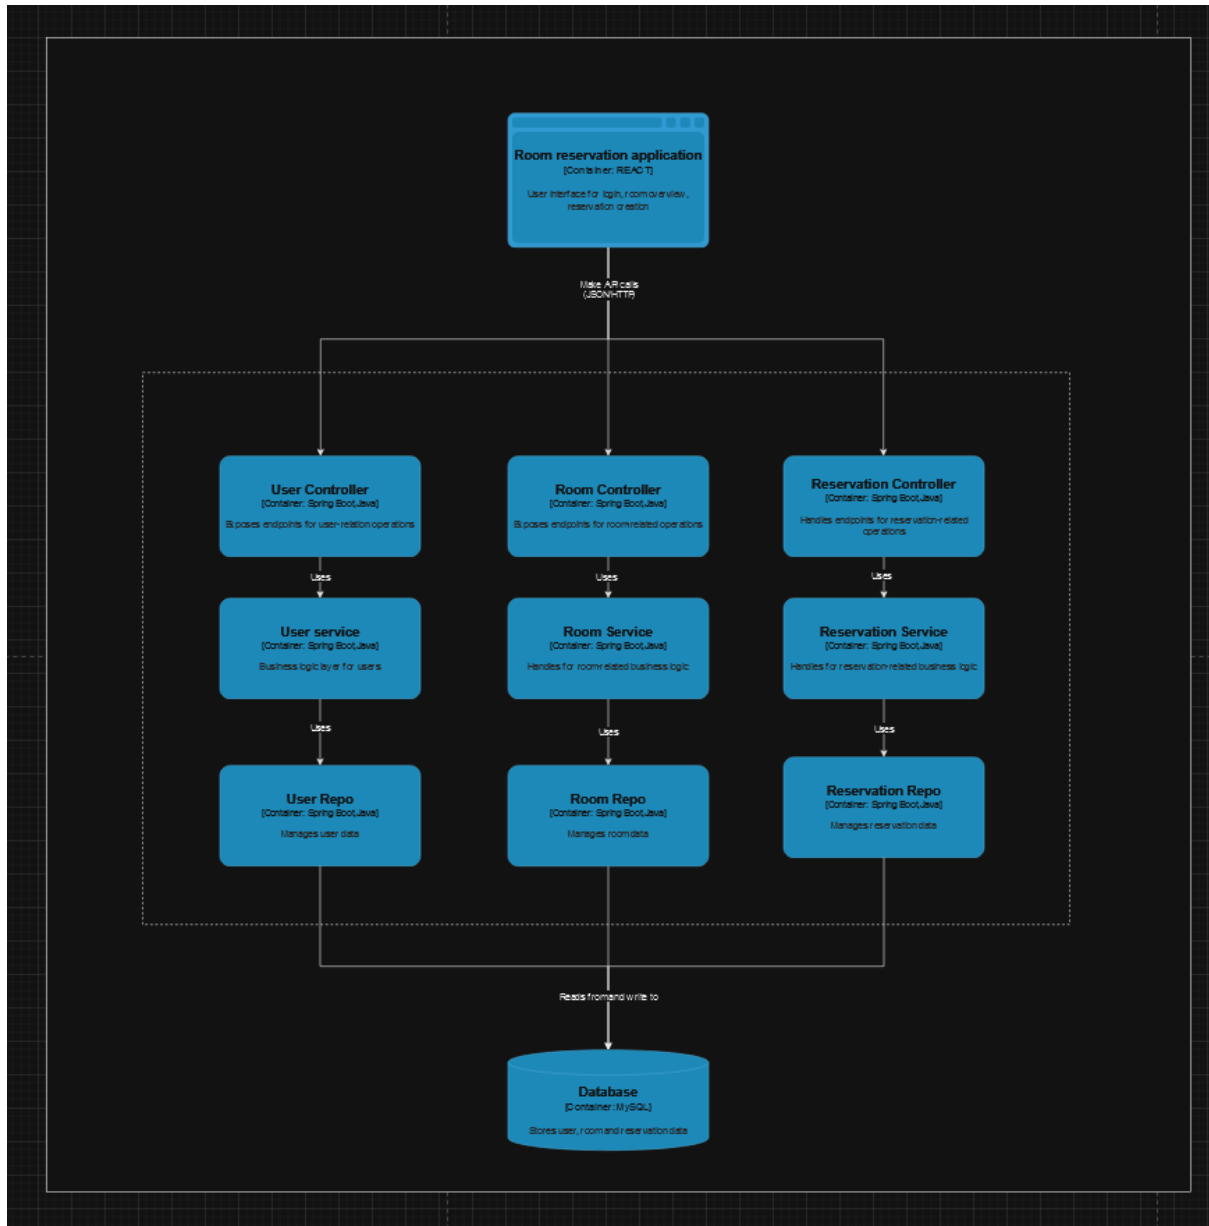 Room reservation application
[Container: REACT]
User interface for login, room overview,
reservation creation
Make API calls
(JSON/HTTP)
User Controller
[Container: Spring Boot,Java]
Exposes endpoints for user-relation operations
Room Controller
[Container: Spring Boot,Java]
Exposes endpoints for room-related operations
Reservation Controller
[Container: Spring Boot,Java]
Handles endpoints for reservation-related
operations
Uses
Uses
Uses
User service
[Container: Spring Boot,Java]
Business logic layer for users
Room Service
[Container: Spring Boot,Java]
Handles for room-related business logic
Reservation Service
[Container: Spring Boot,Java]
Handles for reservation-related business logic
Uses
Uses
Uses
User Repo
[Container: Spring Boot,Java]
Manages user data
Room Repo
[Container: Spring Boot,Java]
Manages room data
Reservation Repo
[Container: Spring Boot,Java]
Manages reservation data
Reads from and write to
Database
[Container: MySQL]
Stores user, room and reservation data